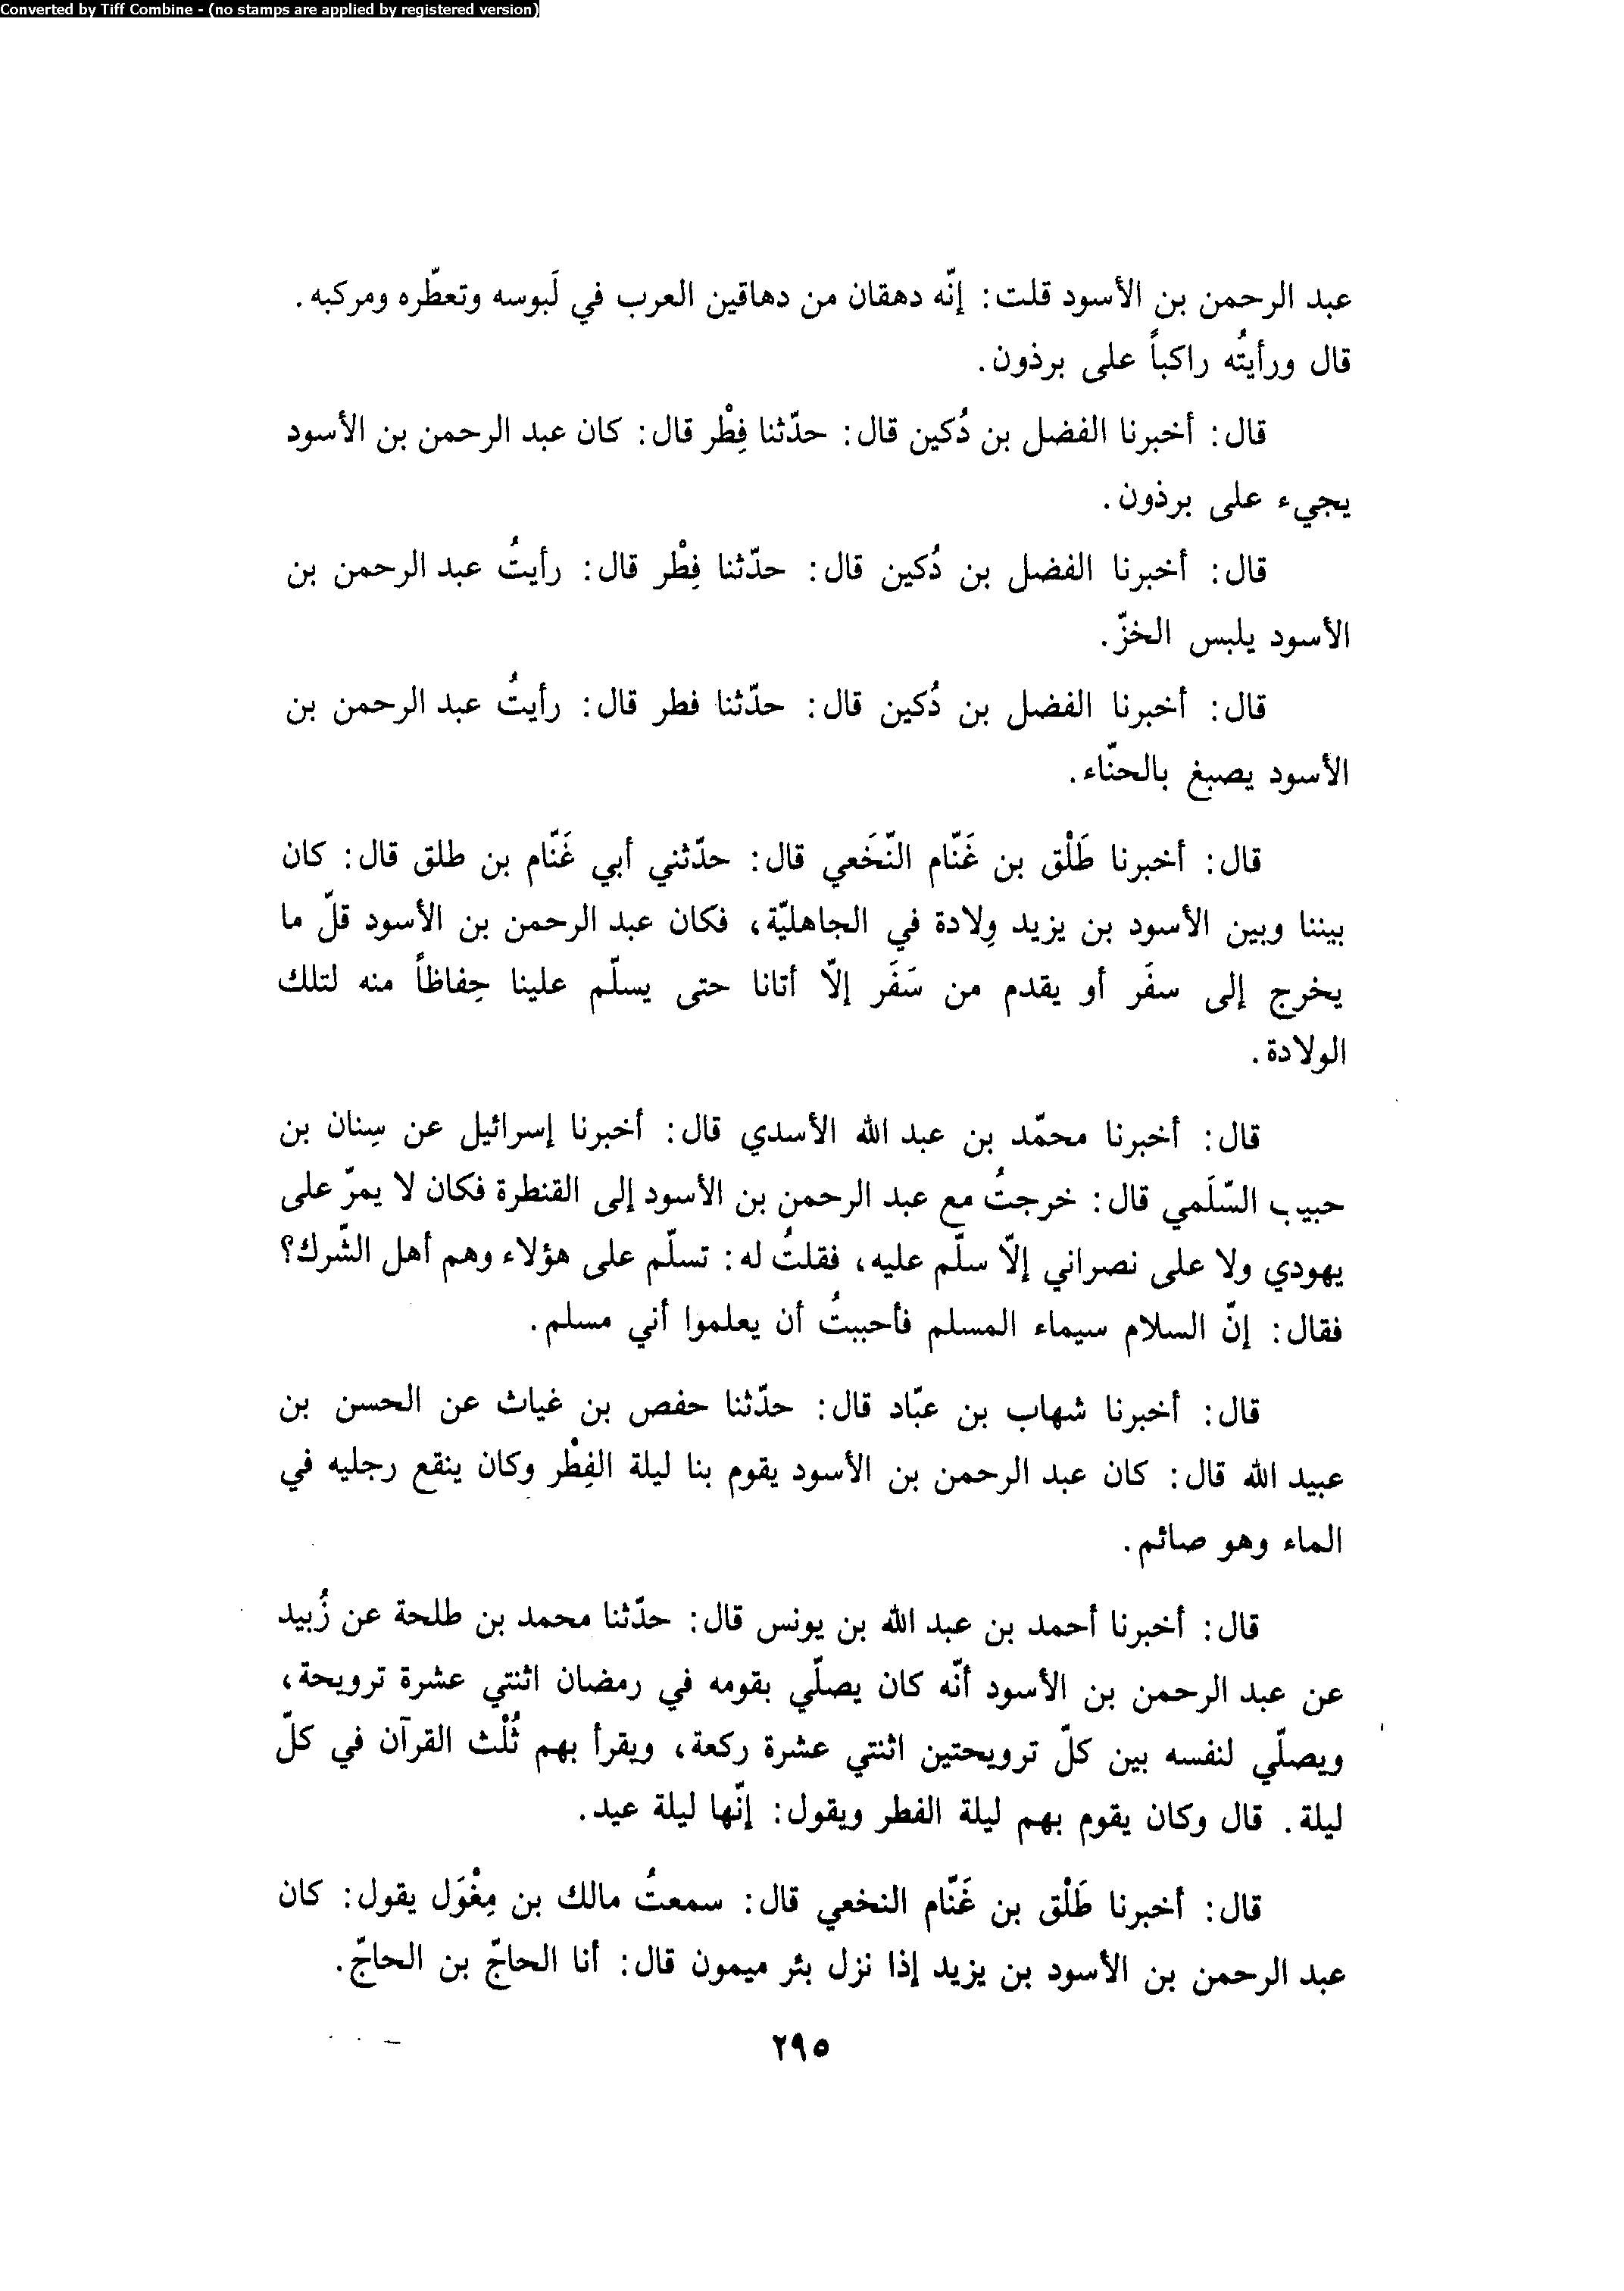 Converted by Tiff Combine - (no stamps are applied by registered version)
عبد الرحمن بن الأسود قلت: إنّه دهقان من دهاقين العرب في لَبوسه وتعطّره ومركبه.
قال ورأيتُه راكباً على برذون.
قال: أخبرنا الفضل بن دُكين قال: حدّثنا فِطْر قال: كان عبد الرحمن بن الأسود
يجيء على برذون.
قال: أخبرنا الفضل بن دُكين قال: حدّثنا فِطْر قال: رأيتُ عبد الرحمن بن
الأسود يلبس الخزّ.
قال: أخبرنا الفضل بن دُكين قال: حدّثنا فطر قال: رأيتُ عبد الرحمن بن
الأسود يصبغ بالحنّاء.
قال: أخبرنا طَلْق بن غَنّام النّخَعي قال: حدّثني أبي غَنّام بن طلق قال: كان
بيننا وبين الأسود بن يزيد وِلادة في الجاهليّة، فكان عبد الرحمن بن الأسود قلّ ما
يخرج إلى سفَر أو يقدم من سَفَر إلاّ أتانا حتى يسلّم علينا حِفاظاً منه لتلك
الولادة.
قال: أخبرنا محمّد بن عبد الله الأسدي قال: أخبرنا إسرائيل عن سِنان بن
حبيب السّلَمي قال: خرجتُ مع عبد الرحمن بن الأسود إلى القنطرة فكان لا يمرّ على
يهودي ولا على نصراني إلاّ سلّم عليه، فقلتُ له: تسلّم على هؤلاء وهم أهل الشّرك؟
فقال: إنّ السلام سيماء المسلم فأحببتُ أن يعلموا أني مسلم.
قال: أخبرنا شهاب بن عبّاد قال: حدّثنا حفص بن غياث عن الحسن بن
عبيد الله قال: كان عبد الرحمن بن الأسود يقوم بنا ليلة الفِطْر وكان ينقع رجليه في
الماء وهو صائم.
قال: أخبرنا أحمد بن عبد الله بن يونس قال: حدّثنا محمد بن طلحة عن زُبيد
عن عبد الرحمن بن الأسود أنّه كان يصلّي بقومه في رمضان اثنتي عشرة ترويحة،
ويصلّي لنفسه بين كلّ ترويحتين اثنتي عشرة ركعة، ويقرأ بهم ثُلْث القرآن في كلّ
ليلة. قال وكان يقوم بهم ليلة الفطر ويقول: إنّها ليلة عيد.
قال: أخبرنا طَلْق بن غَنّام النخعي قال: سمعتُ مالك بن مِغْوَل يقول: كان
عبد الرحمن بن الأسود بن يزيد إذا نزل بئر ميمون قال: أنا الحاجّ بن الحاجّ.
٢٩٥